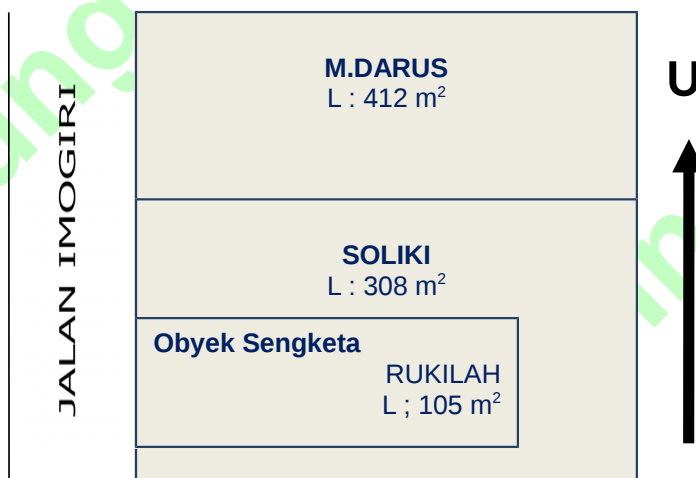 M.DARUS
L : 412 m²
U
JALAN IMOGIRI
SOLIKI
L : 308 m²
Obyek Sengketa
RUKILAH
L ; 105 m²